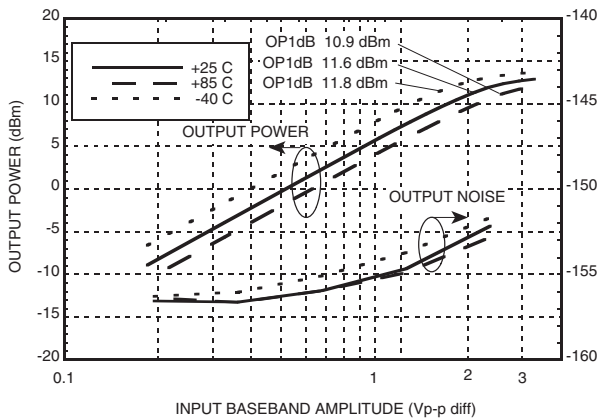 20
15
10
5
0
-5
-10
-15
-20
OUTPUT POWER (dBm)
-140
-144
-150
-155
-160
+25 C
+85 C
-40 C
OP1dB 10.9 dBm
OP1dB 11.6 dBm
OP1dB 11.8 dBm
OUTPUT POWER
OUTPUT NOISE
0.1
1
2
3
INPUT BASEBAND AMPLITUDE (Vp-p diff)